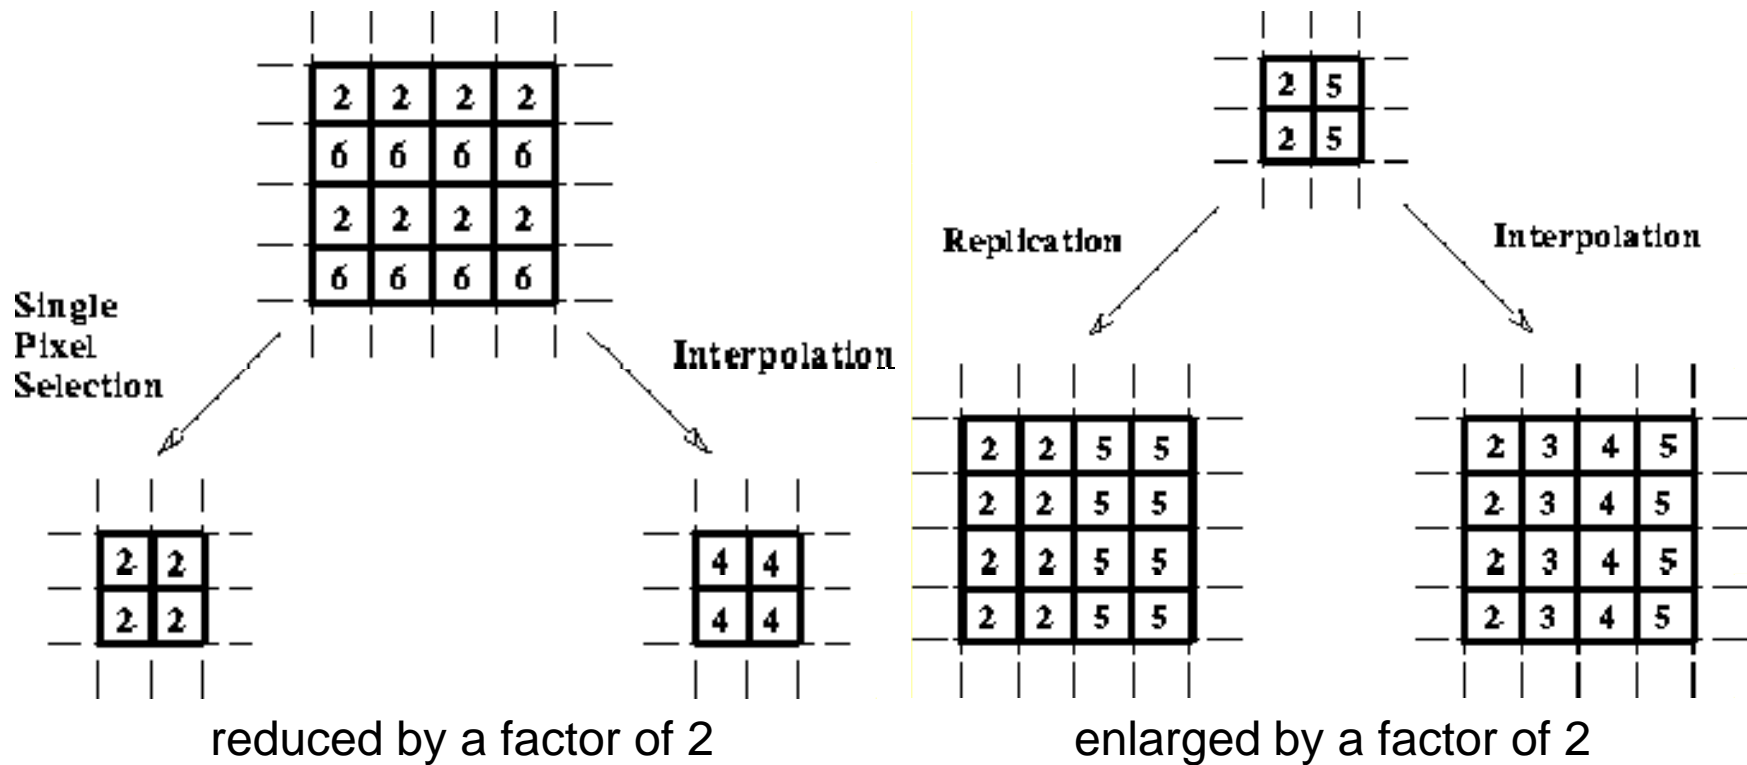 2 2 2 2
6 6 6 6
2 2 2 2
6 6 6 6
Single
Pixel
Selection
Interpolation
2 2
2 2
4 4
4 4
reduced by a factor of 2
2 5
2 5
Replication
Interpolation
2 2 5 5
2 2 5 5
2 2 5 5
2 2 5 5
2 3 4 5
2 3 4 5
2 3 4 5
2 3 4 5
enlarged by a factor of 2